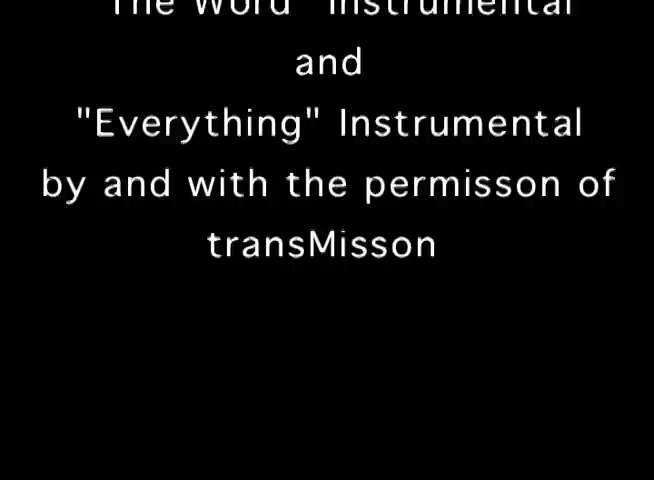 "The Word" Instrumental
and
"Everything" Instrumental
by and with the permisson of
transMisson